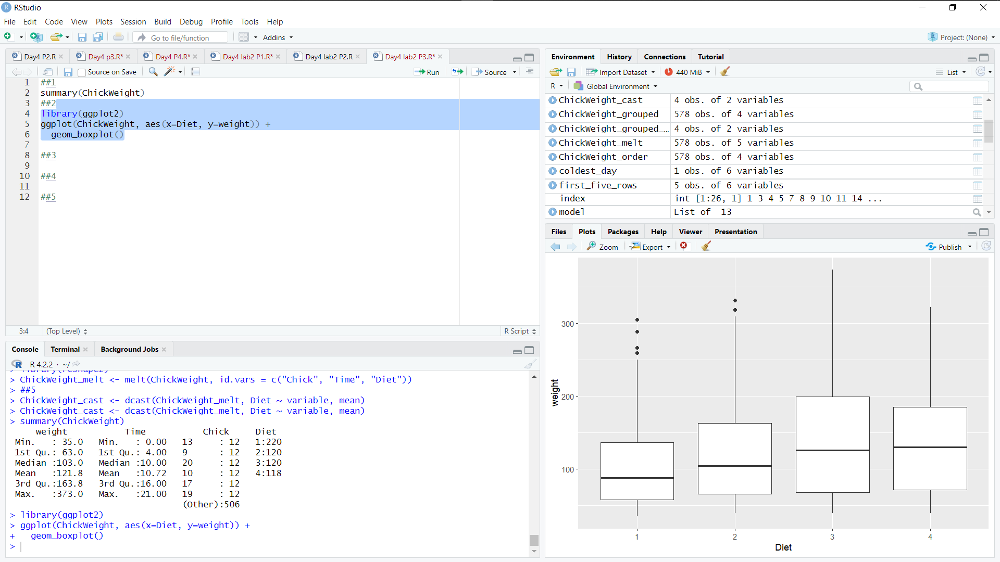 RStudio
File Edit Code View Plots Session Build Debug Profile Tools Help
Go to file/function Addins Project: (None)
Day4 P2.R Day4 p3.R* Day4 P4.R* Day4 lab2 P1.R* Day4 lab2 P2.R Day4 lab2 P3.R*
Source on Save Run Source
1 ##1
2 summary(ChickWeight)
3 ##2
4 library(ggplot2)
5 ggplot(ChickWeight, aes(x=Diet, y=weight)) +
6 geom_boxplot()
7
8 ##3
9
10 ##4
11
12 ##5
3:4 (Top Level) R Script
Console Terminal Background Jobs
R 4.2.2 · ~/
> library(reshape2)
> ChickWeight_melt <- melt(ChickWeight, id.vars = c("Chick", "Time", "Diet"))
> ##5
> ChickWeight_cast <- dcast(ChickWeight_melt, Diet ~ variable, mean)
> ChickWeight_cast <- dcast(ChickWeight_melt, Diet ~ variable, mean)
> summary(ChickWeight)
weight Time Chick Diet
Min. : 35.0 Min. : 0.00 13 : 12 1:220
1st Qu.: 63.0 1st Qu.: 4.00 9 : 12 2:120
Median :103.0 Median :10.00 20 : 12 3:120
Mean :121.8 Mean :10.72 10 : 12 4:118
3rd Qu.:163.8 3rd Qu.:16.00 17 : 12
Max. :373.0 Max. :21.00 19 : 12
(Other):506
> library(ggplot2)
> ggplot(ChickWeight, aes(x=Diet, y=weight)) +
+ geom_boxplot()
>
Environment History Connections Tutorial
Import Dataset 440 MiB List
R Global Environment
ChickWeight_cast 4 obs. of 2 variables
ChickWeight_grouped 578 obs. of 4 variables
ChickWeight_grouped_... 4 obs. of 2 variables
ChickWeight_melt 578 obs. of 5 variables
ChickWeight_order 578 obs. of 4 variables
coldest_day 1 obs. of 6 variables
first_five_rows 5 obs. of 6 variables
index int [1:26, 1] 1 3 4 5 7 8 9 10 11 14 ...
model List of 13
Files Plots Packages Help Viewer Presentation
Zoom Export Publish
300
200
100
weight
1 2 3 4
Diet